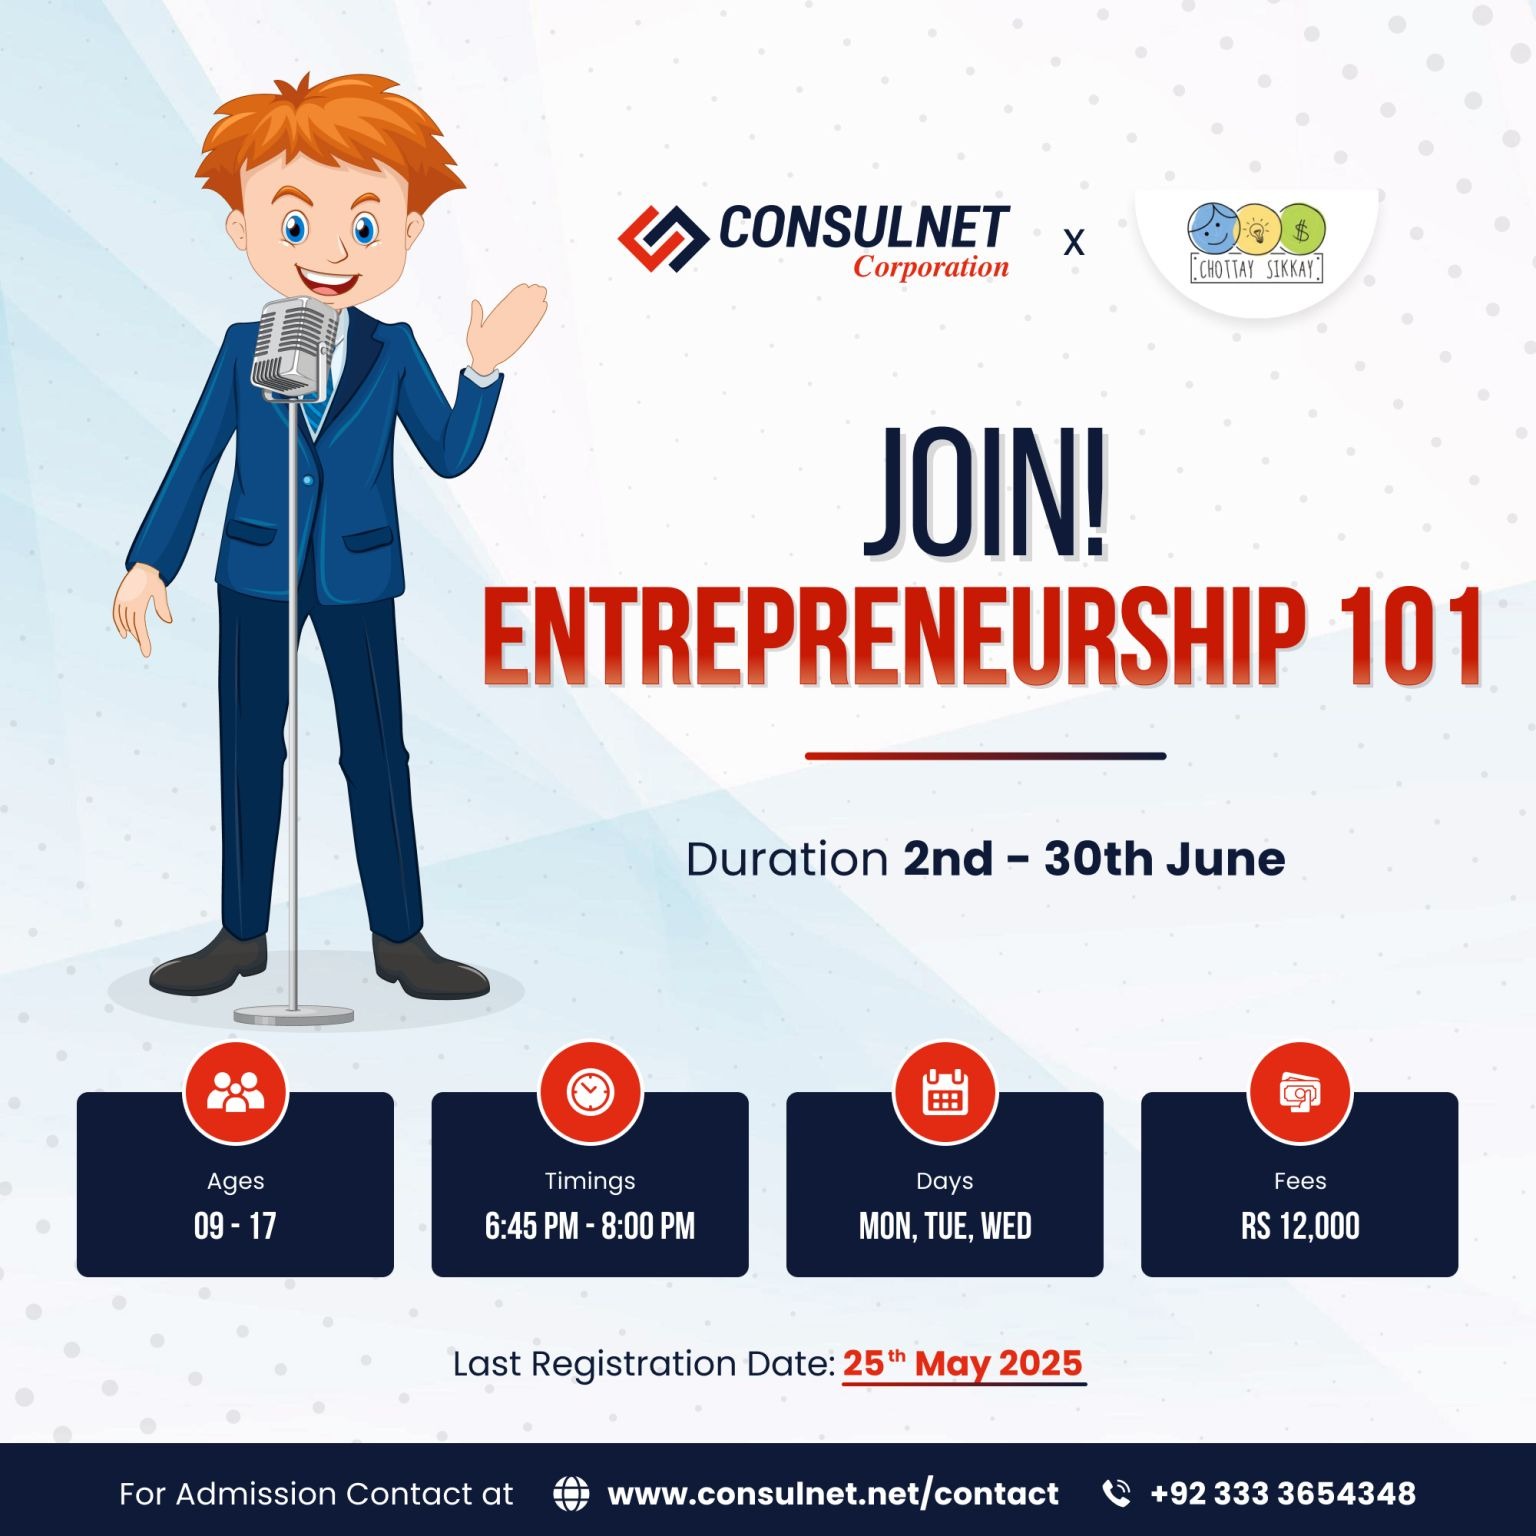 CONSULNET
Corporation
X
CHOTTAY SIKKAY
$
JOIN!
ENTREPRENEURSHIP 101
Duration 2nd - 30th June
Ages
09 - 17
Timings
6:45 PM - 8:00 PM
Days
MON, TUE, WED
Fees
RS 12,000
Last Registration Date: 25th May 2025
For Admission Contact at www.consulnet.net/contact +92 333 3654348